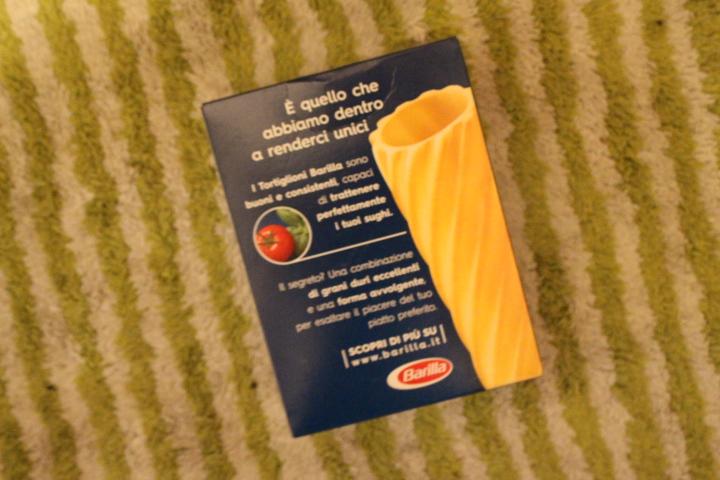 È quello che
abbiamo dentro
a renderci unici
I Tortiglioni Barilla sono
buoni e consistenti, capaci
di trattenere
perfettamente
i tuoi sughi.
Il segreto? Una combinazione
di grani duri eccellenti
e una forma avvolgente,
per esaltare il piacere del tuo
piatto preferito.
SCOPRI DI PIÙ SU
www.barilla.it
Barilla